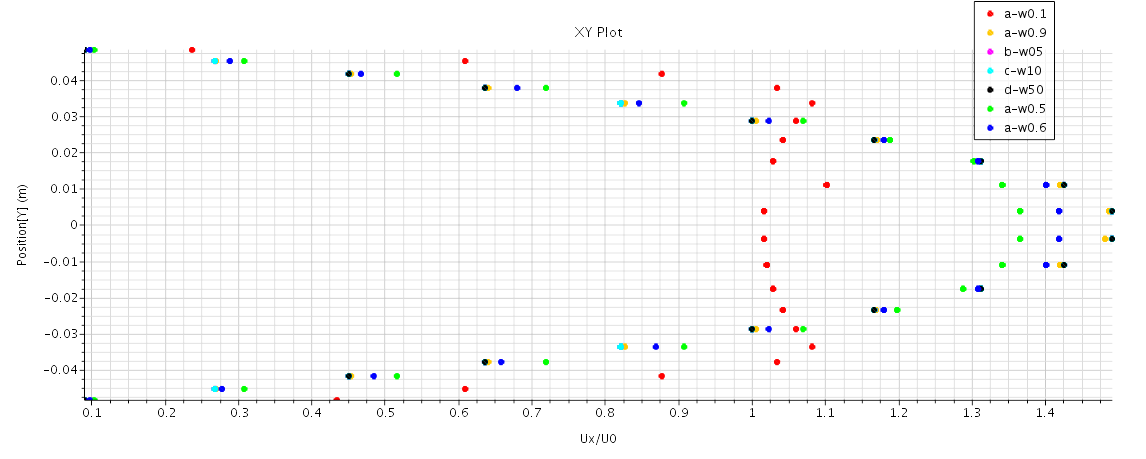 XY Plot
a-w0.1
a-w0.9
b-w05
c-w10
d-w50
a-w0.5
a-w0.6
Position[Y] (m)
0.04
0.03
0.02
0.01
0
-0.01
-0.02
-0.03
-0.04
0.1 0.2 0.3 0.4 0.5 0.6 0.7 0.8 0.9 1 1.1 1.2 1.3 1.4
Ux/U0